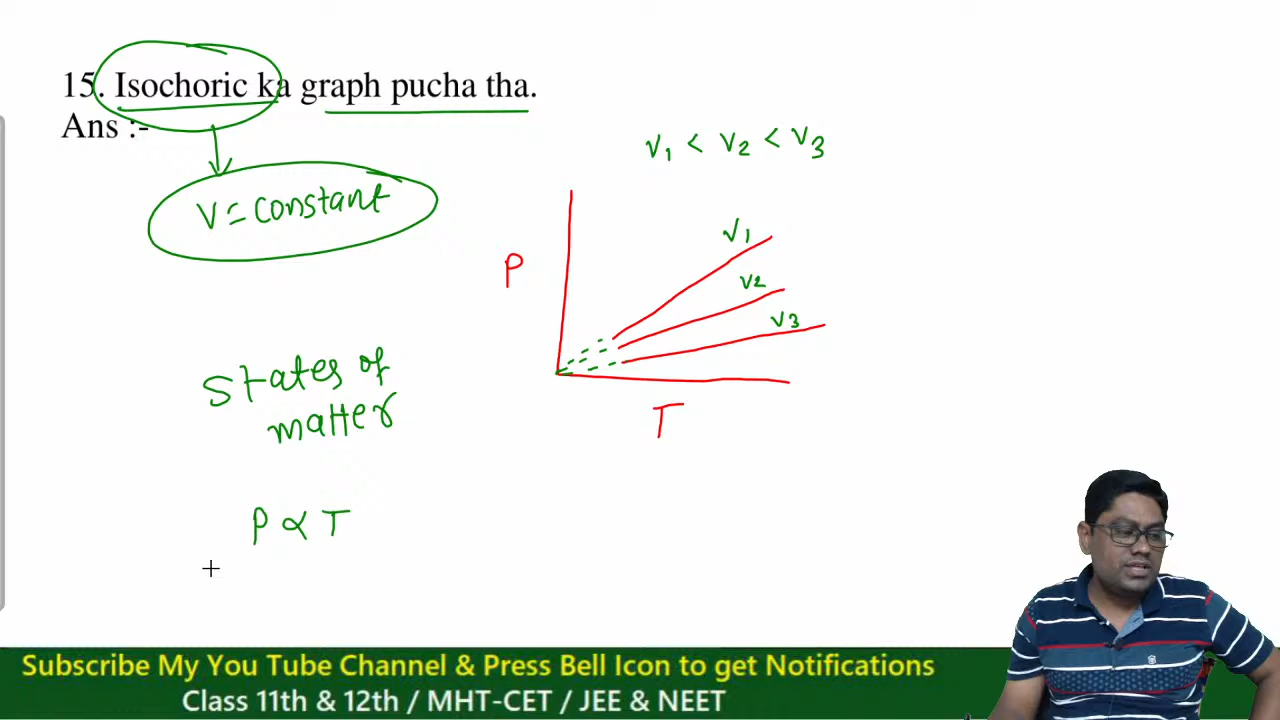 15. Isochoric ka graph pucha tha.
Ans :-
V = constant
V1 < V2 < V3
P
V1
V2
V3
T
States of
matter
P ∝ T
Subscribe My You Tube Channel & Press Bell Icon to get Notifications
Class 11th & 12th / MHT-CET / JEE & NEET